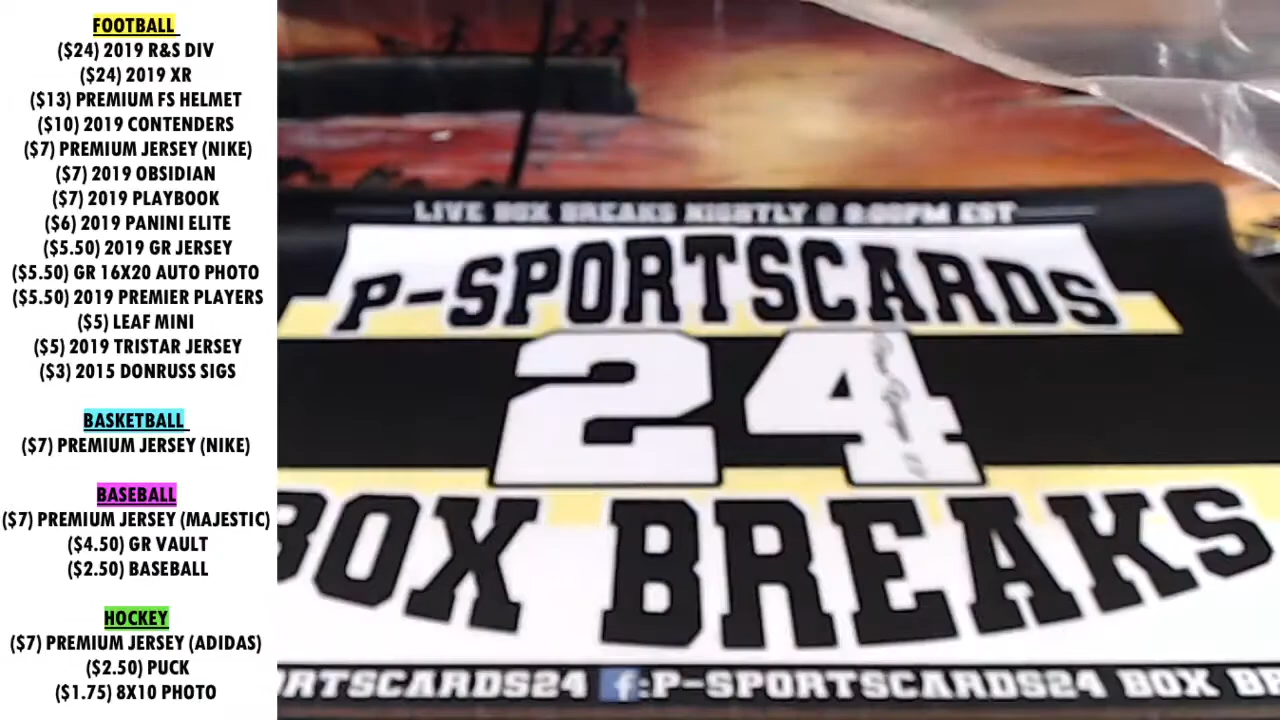 FOOTBALL
($24) 2019 R&S DIV
($24) 2019 XR
($13) PREMIUM FS HELMET
($10) 2019 CONTENDERS
($7) PREMIUM JERSEY (NIKE)
($7) 2019 OBSIDIAN
($7) 2019 PLAYBOOK
($6) 2019 PANINI ELITE
($5.50) 2019 GR JERSEY
($5.50) GR 16X20 AUTO PHOTO
($5.50) 2019 PREMIER PLAYERS
($5) LEAF MINI
($5) 2019 TRISTAR JERSEY
($3) 2015 DONRUSS SIGS
BASKETBALL
($7) PREMIUM JERSEY (NIKE)
BASEBALL
($7) PREMIUM JERSEY (MAJESTIC)
($4.50) GR VAULT
($2.50) BASEBALL
HOCKEY
($7) PREMIUM JERSEY (ADIDAS)
($2.50) PUCK
($1.75) 8X10 PHOTO
LIVE BOX BREAKS NIGHTLY @ 9:00PM EST
P-SPORTSCARDS
24
BOX BREAKS
RTSCARDS24 f:P-SPORTSCARDS24 BOX BR